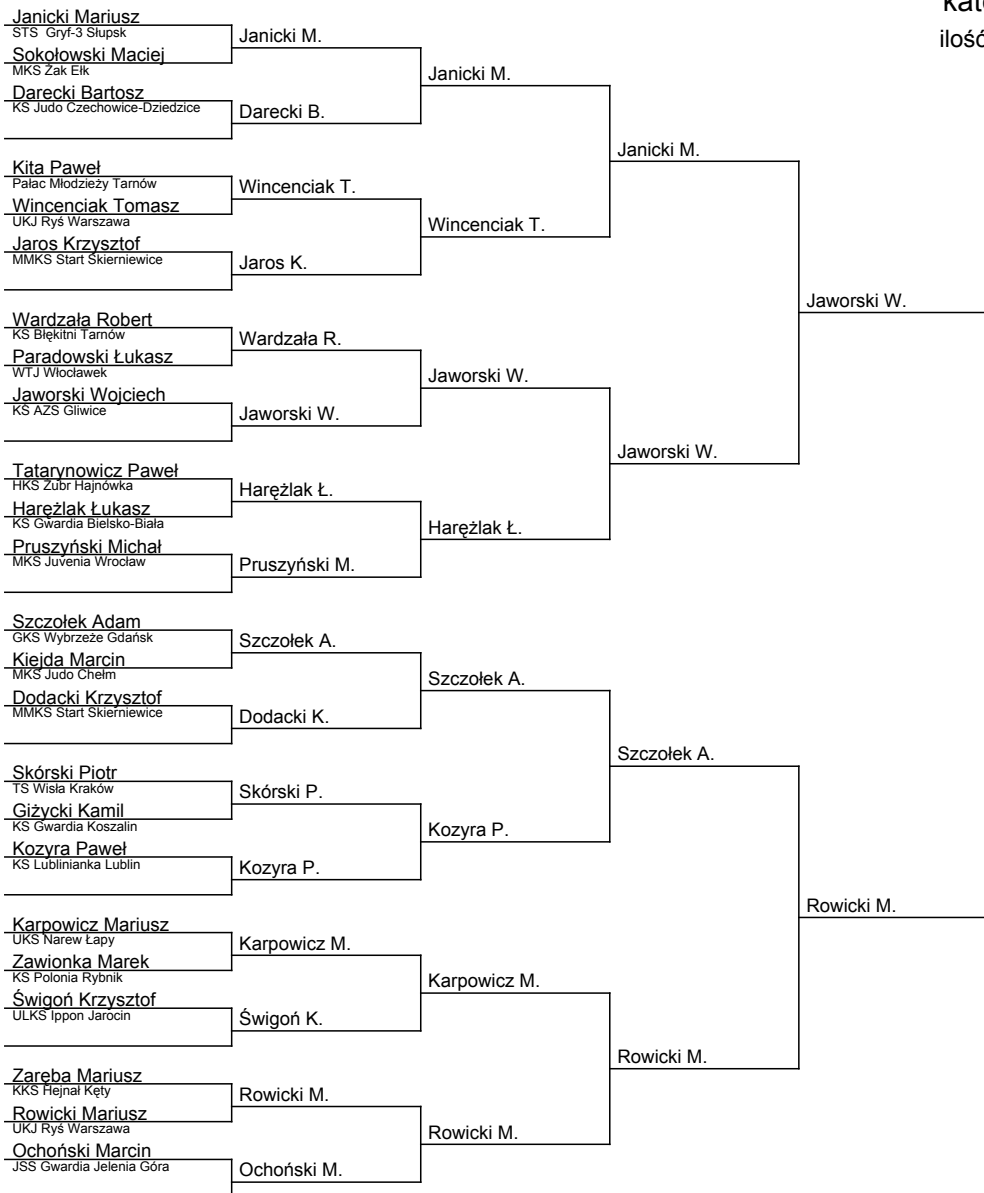 kat
ilość
Janicki Mariusz
STS Gryf-3 Słupsk
Sokołowski Maciej
MKS Żak Ełk
Darecki Bartosz
KS Judo Czechowice-Dziedzice
Kita Paweł
Pałac Młodzieży Tarnów
Wincenciak Tomasz
UKJ Ryś Warszawa
Jaros Krzysztof
MMKS Start Skierniewice
Wardzała Robert
KS Błękitni Tarnów
Paradowski Łukasz
WTJ Włocławek
Jaworski Wojciech
KS AZS Gliwice
Tatarynowicz Paweł
HKS Żubr Hajnówka
Harężlak Łukasz
KS Gwardia Bielsko-Biała
Pruszyński Michał
MKS Juvenia Wrocław
Szczołek Adam
GKS Wybrzeże Gdańsk
Kiejda Marcin
MKS Judo Chełm
Dodacki Krzysztof
MMKS Start Skierniewice
Skórski Piotr
TS Wisła Kraków
Giżycki Kamil
KS Gwardia Koszalin
Kozyra Paweł
KS Lublinianka Lublin
Karpowicz Mariusz
UKS Narew Łapy
Zawionka Marek
KS Polonia Rybnik
Świgoń Krzysztof
ULKS Ippon Jarocin
Zaręba Mariusz
KKS Hejnał Kęty
Rowicki Mariusz
UKJ Ryś Warszawa
Ochoński Marcin
JSS Gwardia Jelenia Góra
Janicki M.
Darecki B.
Wincenciak T.
Jaros K.
Wardzała R.
Jaworski W.
Harężlak Ł.
Pruszyński M.
Szczołek A.
Dodacki K.
Skórski P.
Kozyra P.
Karpowicz M.
Świgoń K.
Rowicki M.
Ochoński M.
Janicki M.
Wincenciak T.
Jaworski W.
Harężlak Ł.
Szczołek A.
Kozyra P.
Karpowicz M.
Rowicki M.
Janicki M.
Jaworski W.
Szczołek A.
Rowicki M.
Jaworski W.
Rowicki M.